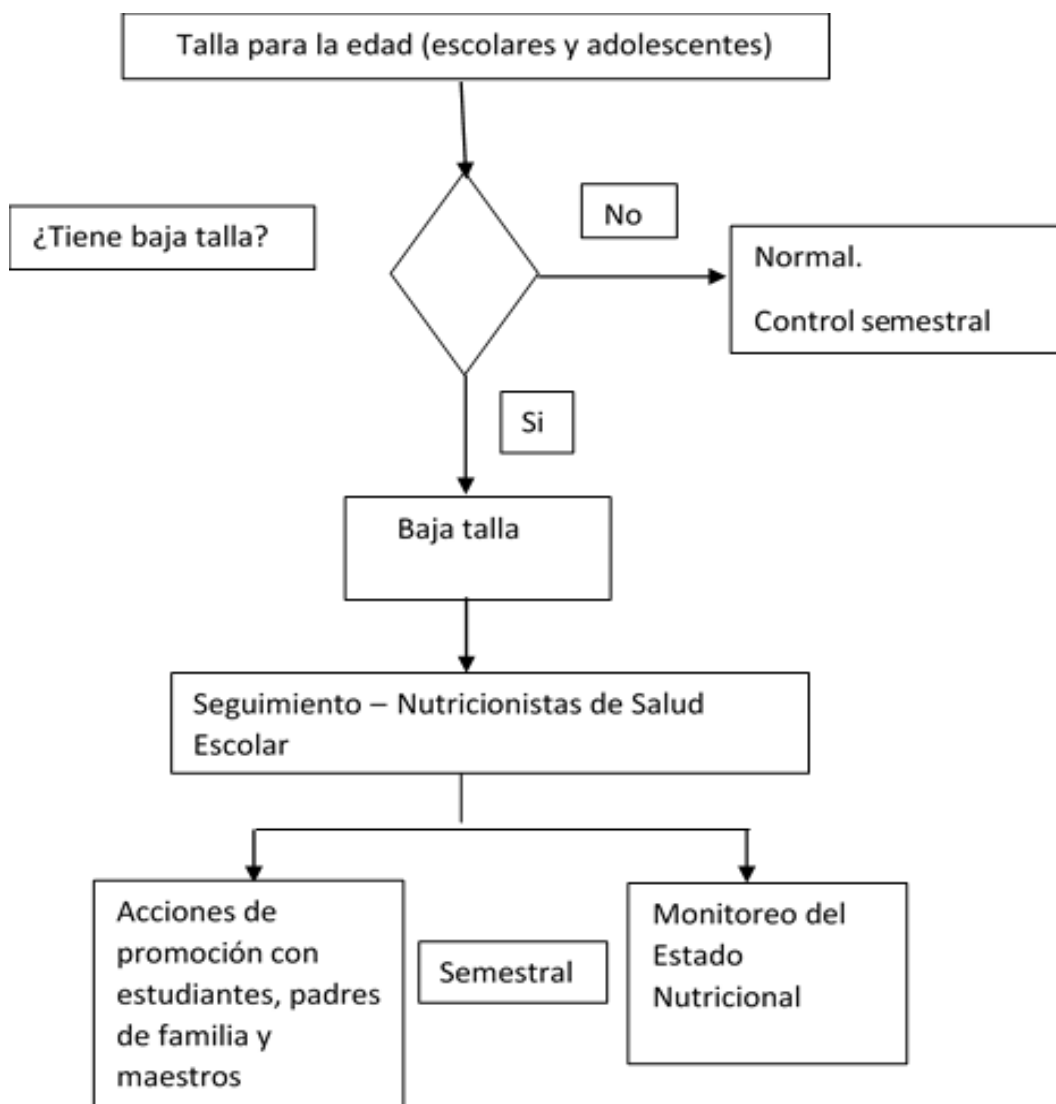 Talla para la edad (escolares y adolescentes)
¿Tiene baja talla?
No
Normal.
Control semestral
Si
Baja talla
Seguimiento – Nutricionistas de Salud
Escolar
Acciones de
promoción con
estudiantes, padres
de familia y
maestros
Semestral
Monitoreo del
Estado
Nutricional